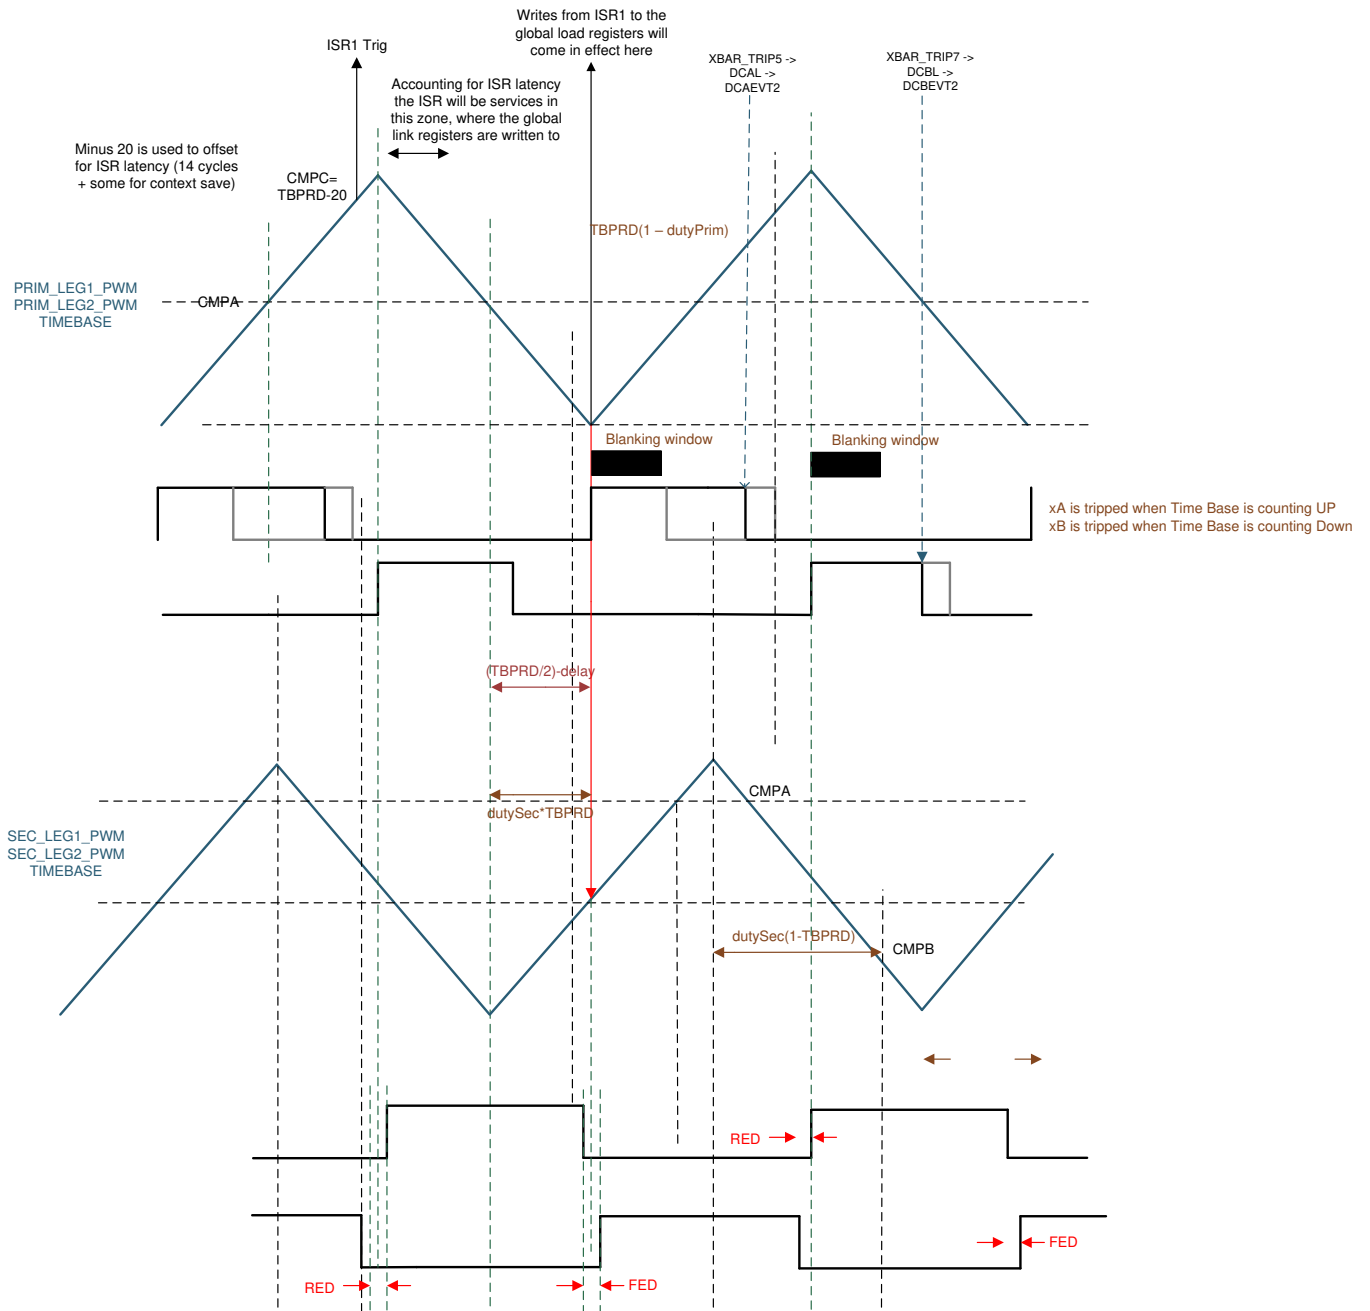 Writes from ISR1 to the
global load registers will
come in effect here
ISR1 Trig
XBAR_TRIP5 ->
DCAL ->
DCAEVT2
XBAR_TRIP7 ->
DCBL ->
DCBEVT2
Accounting for ISR latency
the ISR will be services in
this zone, where the global
link registers are written to
Minus 20 is used to offset
for ISR latency (14 cycles
+ some for context save)
CMPC=
TBPRD-20
TBPRD(1 – dutyPrim)
PRIM_LEG1_PWM
PRIM_LEG2_PWM
TIMEBASE
CMPA
Blanking window
Blanking window
xA is tripped when Time Base is counting UP
xB is tripped when Time Base is counting Down
(TBPRD/2)-delay
CMPA
dutySec*TBPRD
SEC_LEG1_PWM
SEC_LEG2_PWM
TIMEBASE
dutySec(1-TBPRD)
CMPB
RED
FED
RED
FED